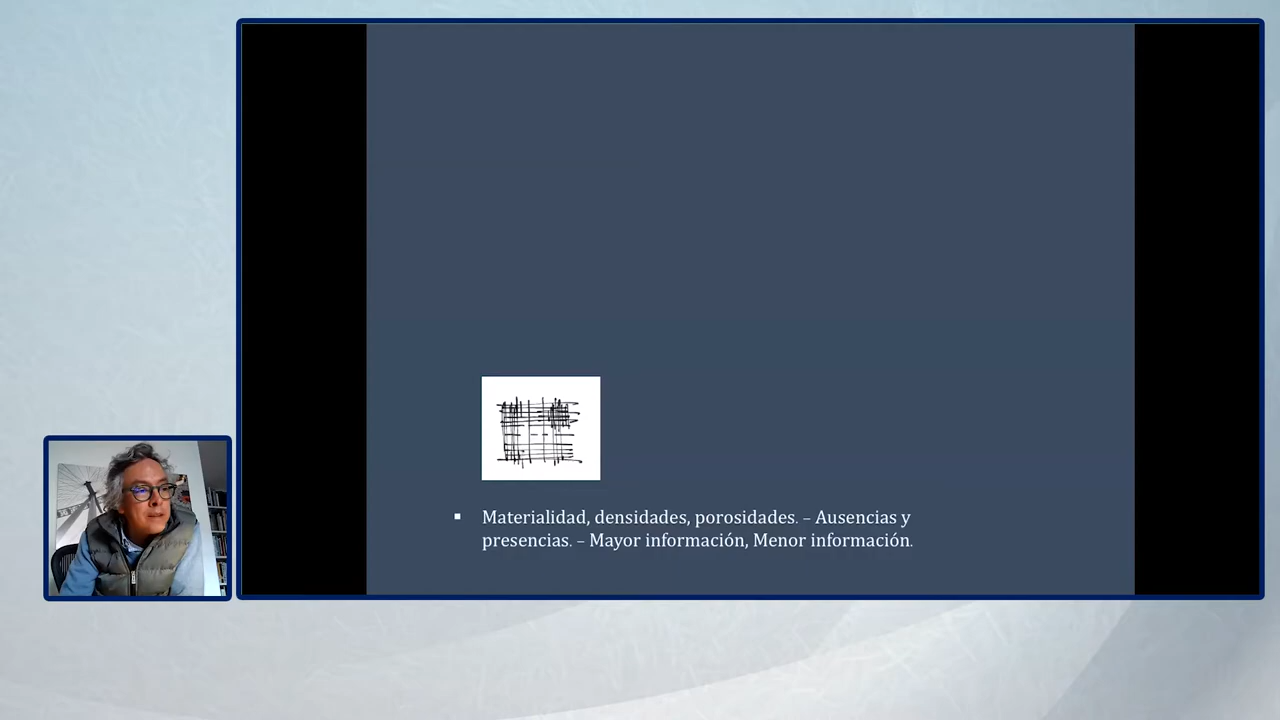 ▪ Materialidad, densidades, porosidades. – Ausencias y
presencias. – Mayor información, Menor información.